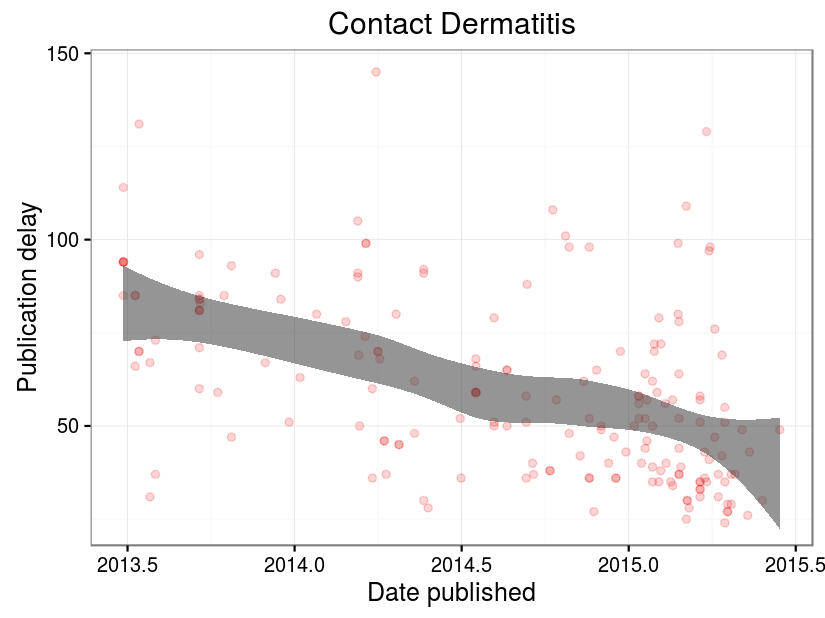 Contact Dermatitis
150
100
50
Publication delay
2013.5 2014.0 2014.5 2015.0 2015.5
Date published